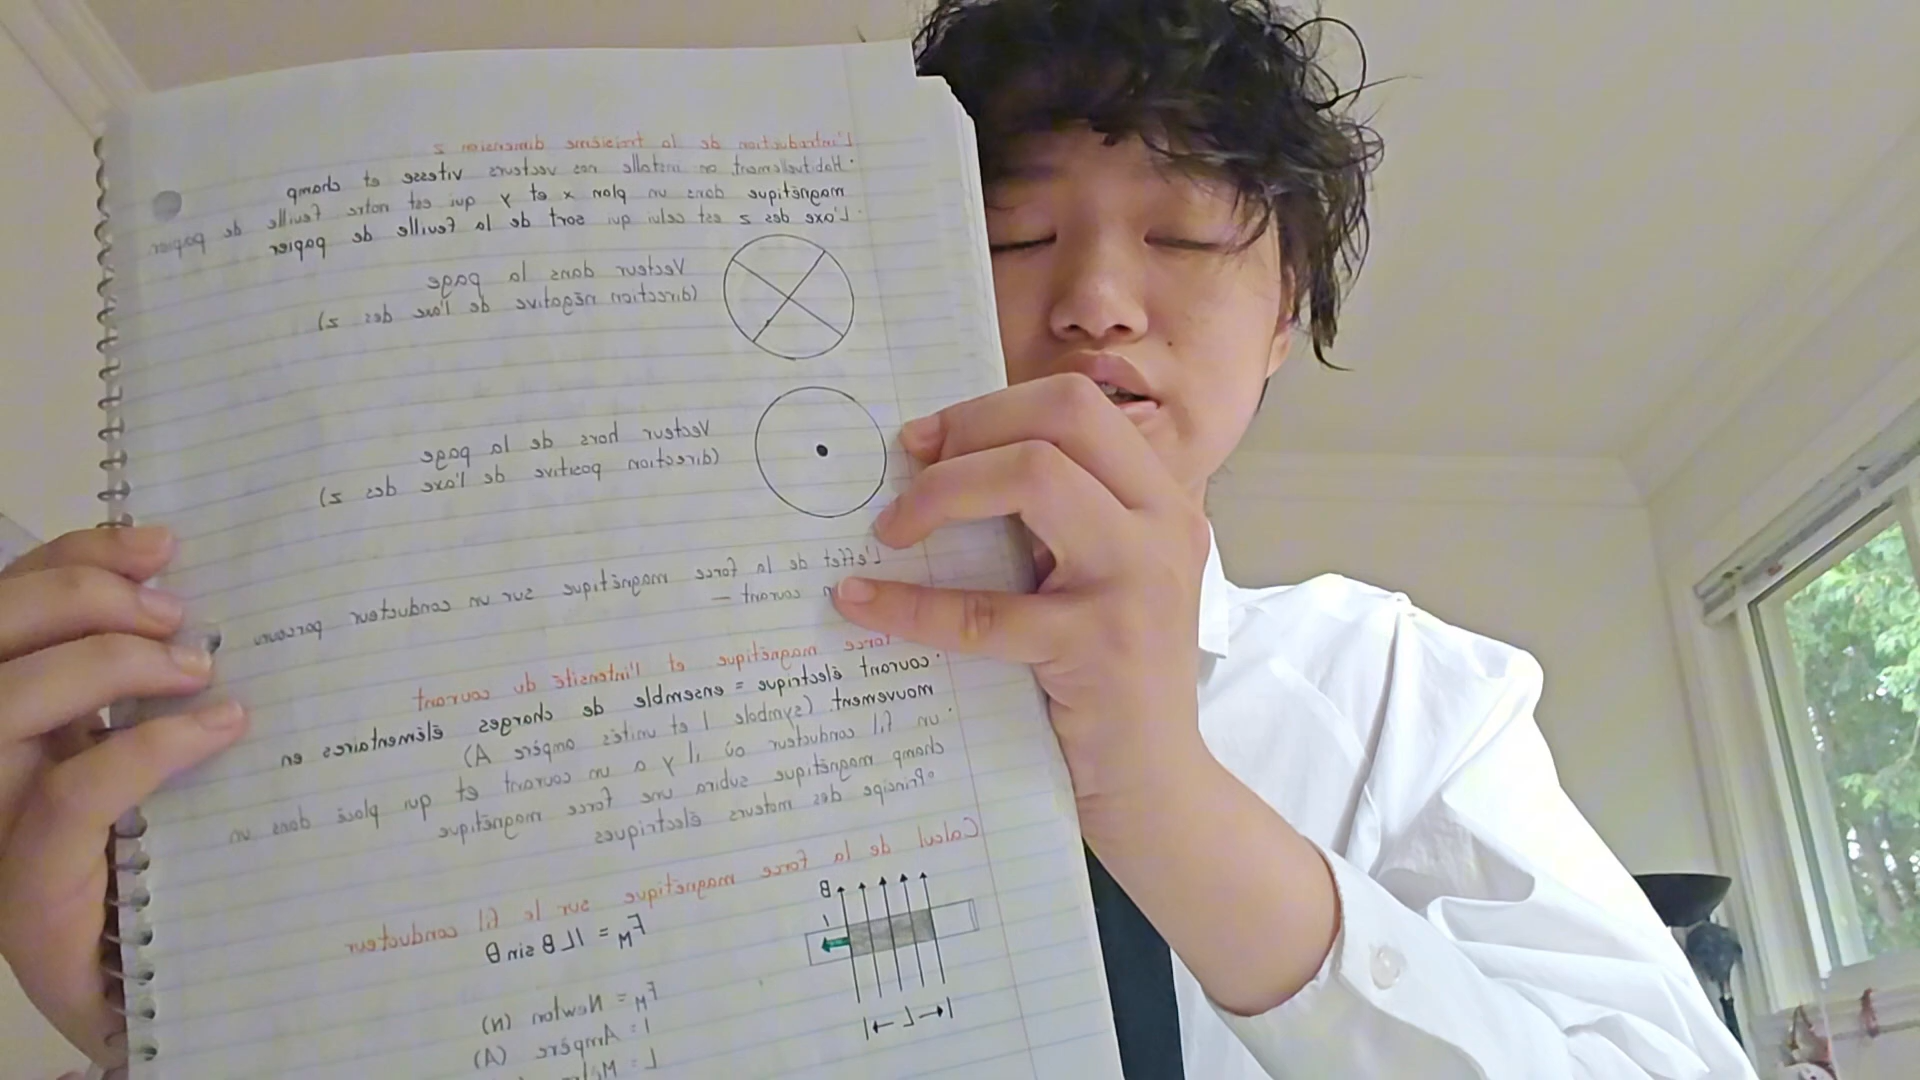 L'introduction de la troisième dimension z
· Habituellement on installe nos vecteurs vitesse et champ
magnétique dans un plan x et y qui est notre feuille de papier
· L'axe des z est celui qui sort de la feuille de papier
Vecteur dans la page
(direction négative de l'axe des z)
Vecteur hors de la page
(direction positive de l'axe des z)
L'effet de la force magnétique sur un conducteur parcouru
courant —
force magnétique et l'intensité du courant
· courant électrique = ensemble de charges élémentaires en
mouvement. (symbole I et unités ampère A)
· un fil conducteur où il y a un courant et qui placé dans un
champ magnétique subira une force magnétique
° Principe des moteurs électriques
Calcul de la force magnétique sur le fil conducteur
B
I
|←L→|
F_M = ILB sin θ
F_M = Newton (N)
I = Ampère (A)
L =